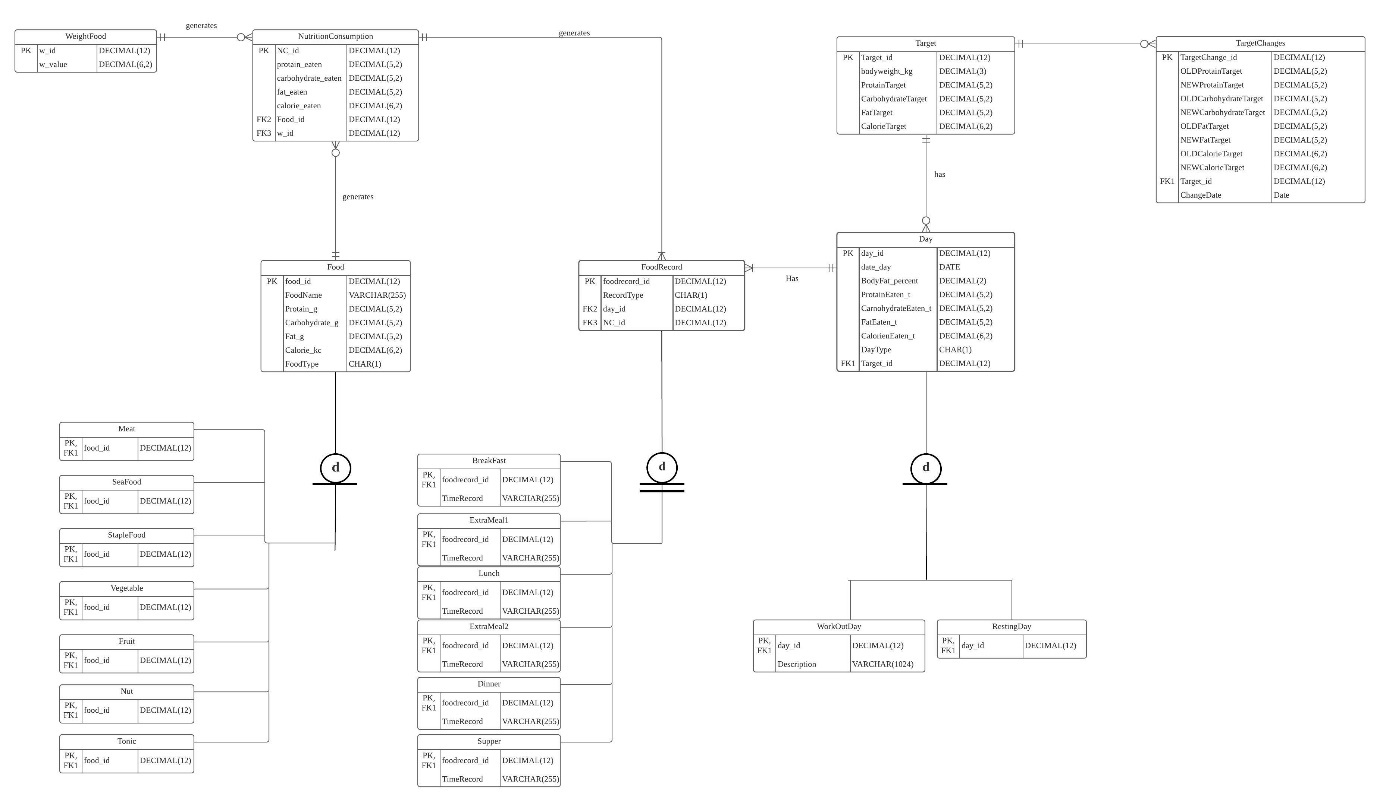 generates
WeightFood
PK w_id DECIMAL(12)
w_value DECIMAL(6,2)
NutritionConsumption
PK NC_id DECIMAL(12)
protein_eaten DECIMAL(5,2)
carbohydrate_eaten DECIMAL(5,2)
fat_eaten DECIMAL(5,2)
calorie_eaten DECIMAL(6,2)
FK2 Food_id DECIMAL(12)
FK3 w_id DECIMAL(12)
generates
Target
PK Target_id DECIMAL(12)
bodyweight_kg DECIMAL(3)
ProteinTarget DECIMAL(5,2)
CarbohydrateTarget DECIMAL(5,2)
FatTarget DECIMAL(5,2)
CalorieTarget DECIMAL(6,2)
TargetChanges
PK TargetChange_id DECIMAL(12)
OLDProtainTarget DECIMAL(5,2)
NEWProtainTarget DECIMAL(5,2)
OLDCarbohydrateTarget DECIMAL(5,2)
NEWCarbohydrateTarget DECIMAL(5,2)
OLDFatTarget DECIMAL(5,2)
NEWFatTarget DECIMAL(5,2)
OLDCalorieTarget DECIMAL(6,2)
NEWCalorieTarget DECIMAL(6,2)
FK1 Target_id DECIMAL(12)
ChangeDate Date
generates
has
Food
PK food_id DECIMAL(12)
FoodName VARCHAR(255)
Protein_g DECIMAL(5,2)
Carbohydrate_g DECIMAL(5,2)
Fat_g DECIMAL(5,2)
Calorie_kc DECIMAL(6,2)
FoodType CHAR(1)
FoodRecord
PK foodrecord_id DECIMAL(12)
RecordType CHAR(1)
FK2 day_id DECIMAL(12)
FK3 NC_id DECIMAL(12)
Has
Day
PK day_id DECIMAL(12)
date_day DATE
BodyFat_percent DECIMAL(2)
ProteinEaten_t DECIMAL(5,2)
CarnohydrateEaten_t DECIMAL(5,2)
FatEaten_t DECIMAL(5,2)
CalorienEaten_t DECIMAL(6,2)
DayType CHAR(1)
FK1 Target_id DECIMAL(12)
d
d
d
Meat
PK, FK1 food_id DECIMAL(12)
SeaFood
PK, FK1 food_id DECIMAL(12)
StapleFood
PK, FK1 food_id DECIMAL(12)
Vegetable
PK, FK1 food_id DECIMAL(12)
Fruit
PK, FK1 food_id DECIMAL(12)
Nut
PK, FK1 food_id DECIMAL(12)
Tonic
PK, FK1 food_id DECIMAL(12)
BreakFast
PK, FK1 foodrecord_id DECIMAL(12)
TimeRecord VARCHAR(255)
ExtraMeal1
PK, FK1 foodrecord_id DECIMAL(12)
TimeRecord VARCHAR(255)
Lunch
PK, FK1 foodrecord_id DECIMAL(12)
TimeRecord VARCHAR(255)
ExtraMeal2
PK, FK1 foodrecord_id DECIMAL(12)
TimeRecord VARCHAR(255)
Dinner
PK, FK1 foodrecord_id DECIMAL(12)
TimeRecord VARCHAR(255)
Supper
PK, FK1 foodrecord_id DECIMAL(12)
TimeRecord VARCHAR(255)
WorkOutDay
PK, FK1 day_id DECIMAL(12)
Description VARCHAR(1024)
RestingDay
PK, FK1 day_id DECIMAL(12)